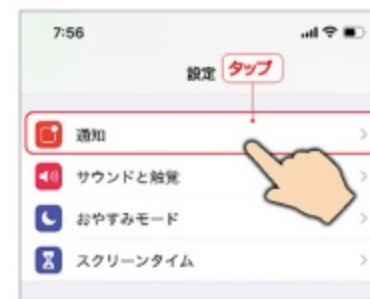 7:56
設定 タップ
通知
サウンドと触覚
おやすみモード
スクリーンタイム